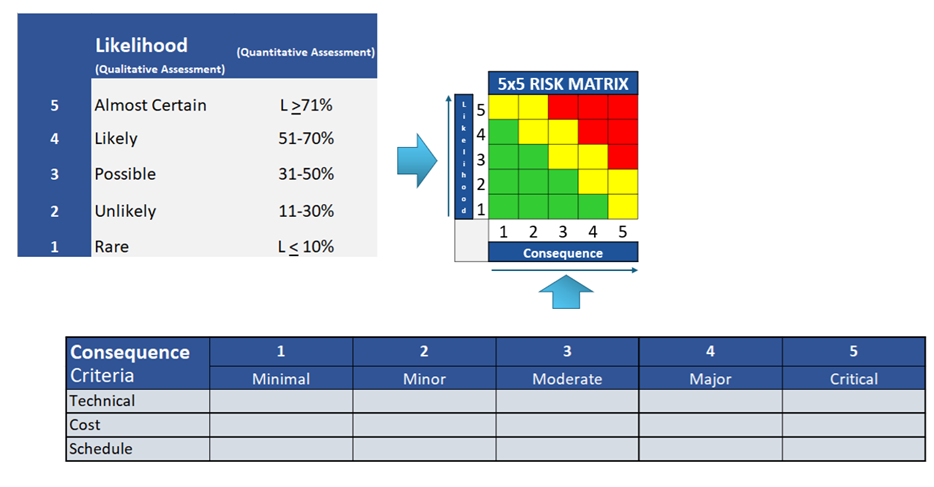 Likelihood
(Qualitative Assessment)
(Quantitative Assessment)
5 Almost Certain L ≥71%
4 Likely 51-70%
3 Possible 31-50%
2 Unlikely 11-30%
1 Rare L ≤ 10%
5x5 RISK MATRIX
Likelihood
5
4
3
2
1
1 2 3 4 5
Consequence
Consequence 1 2 3 4 5
Criteria Minimal Minor Moderate Major Critical
Technical
Cost
Schedule